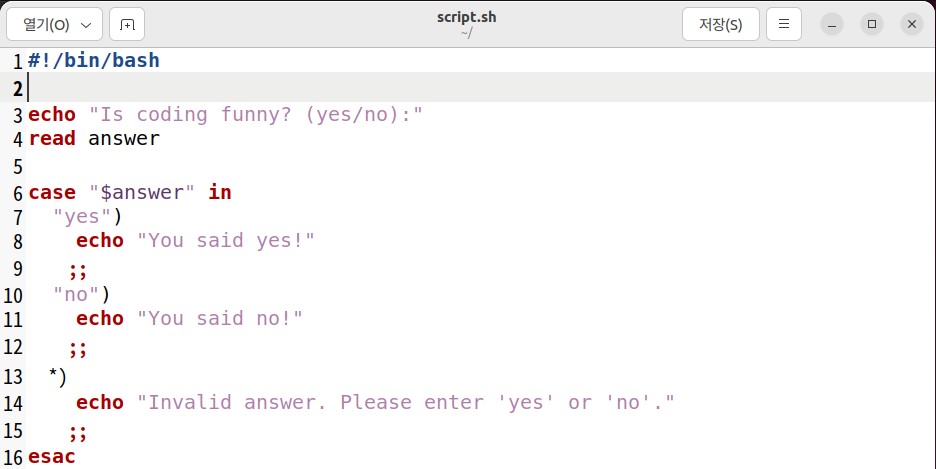 열기(O)
script.sh
~/
저장(S)
1 #!/bin/bash
2
3 echo "Is coding funny? (yes/no):"
4 read answer
5
6 case "$answer" in
7   "yes")
8     echo "You said yes!"
9    ;;
10   "no")
11     echo "You said no!"
12    ;;
13   *)
14     echo "Invalid answer. Please enter 'yes' or 'no'."
15    ;;
16 esac